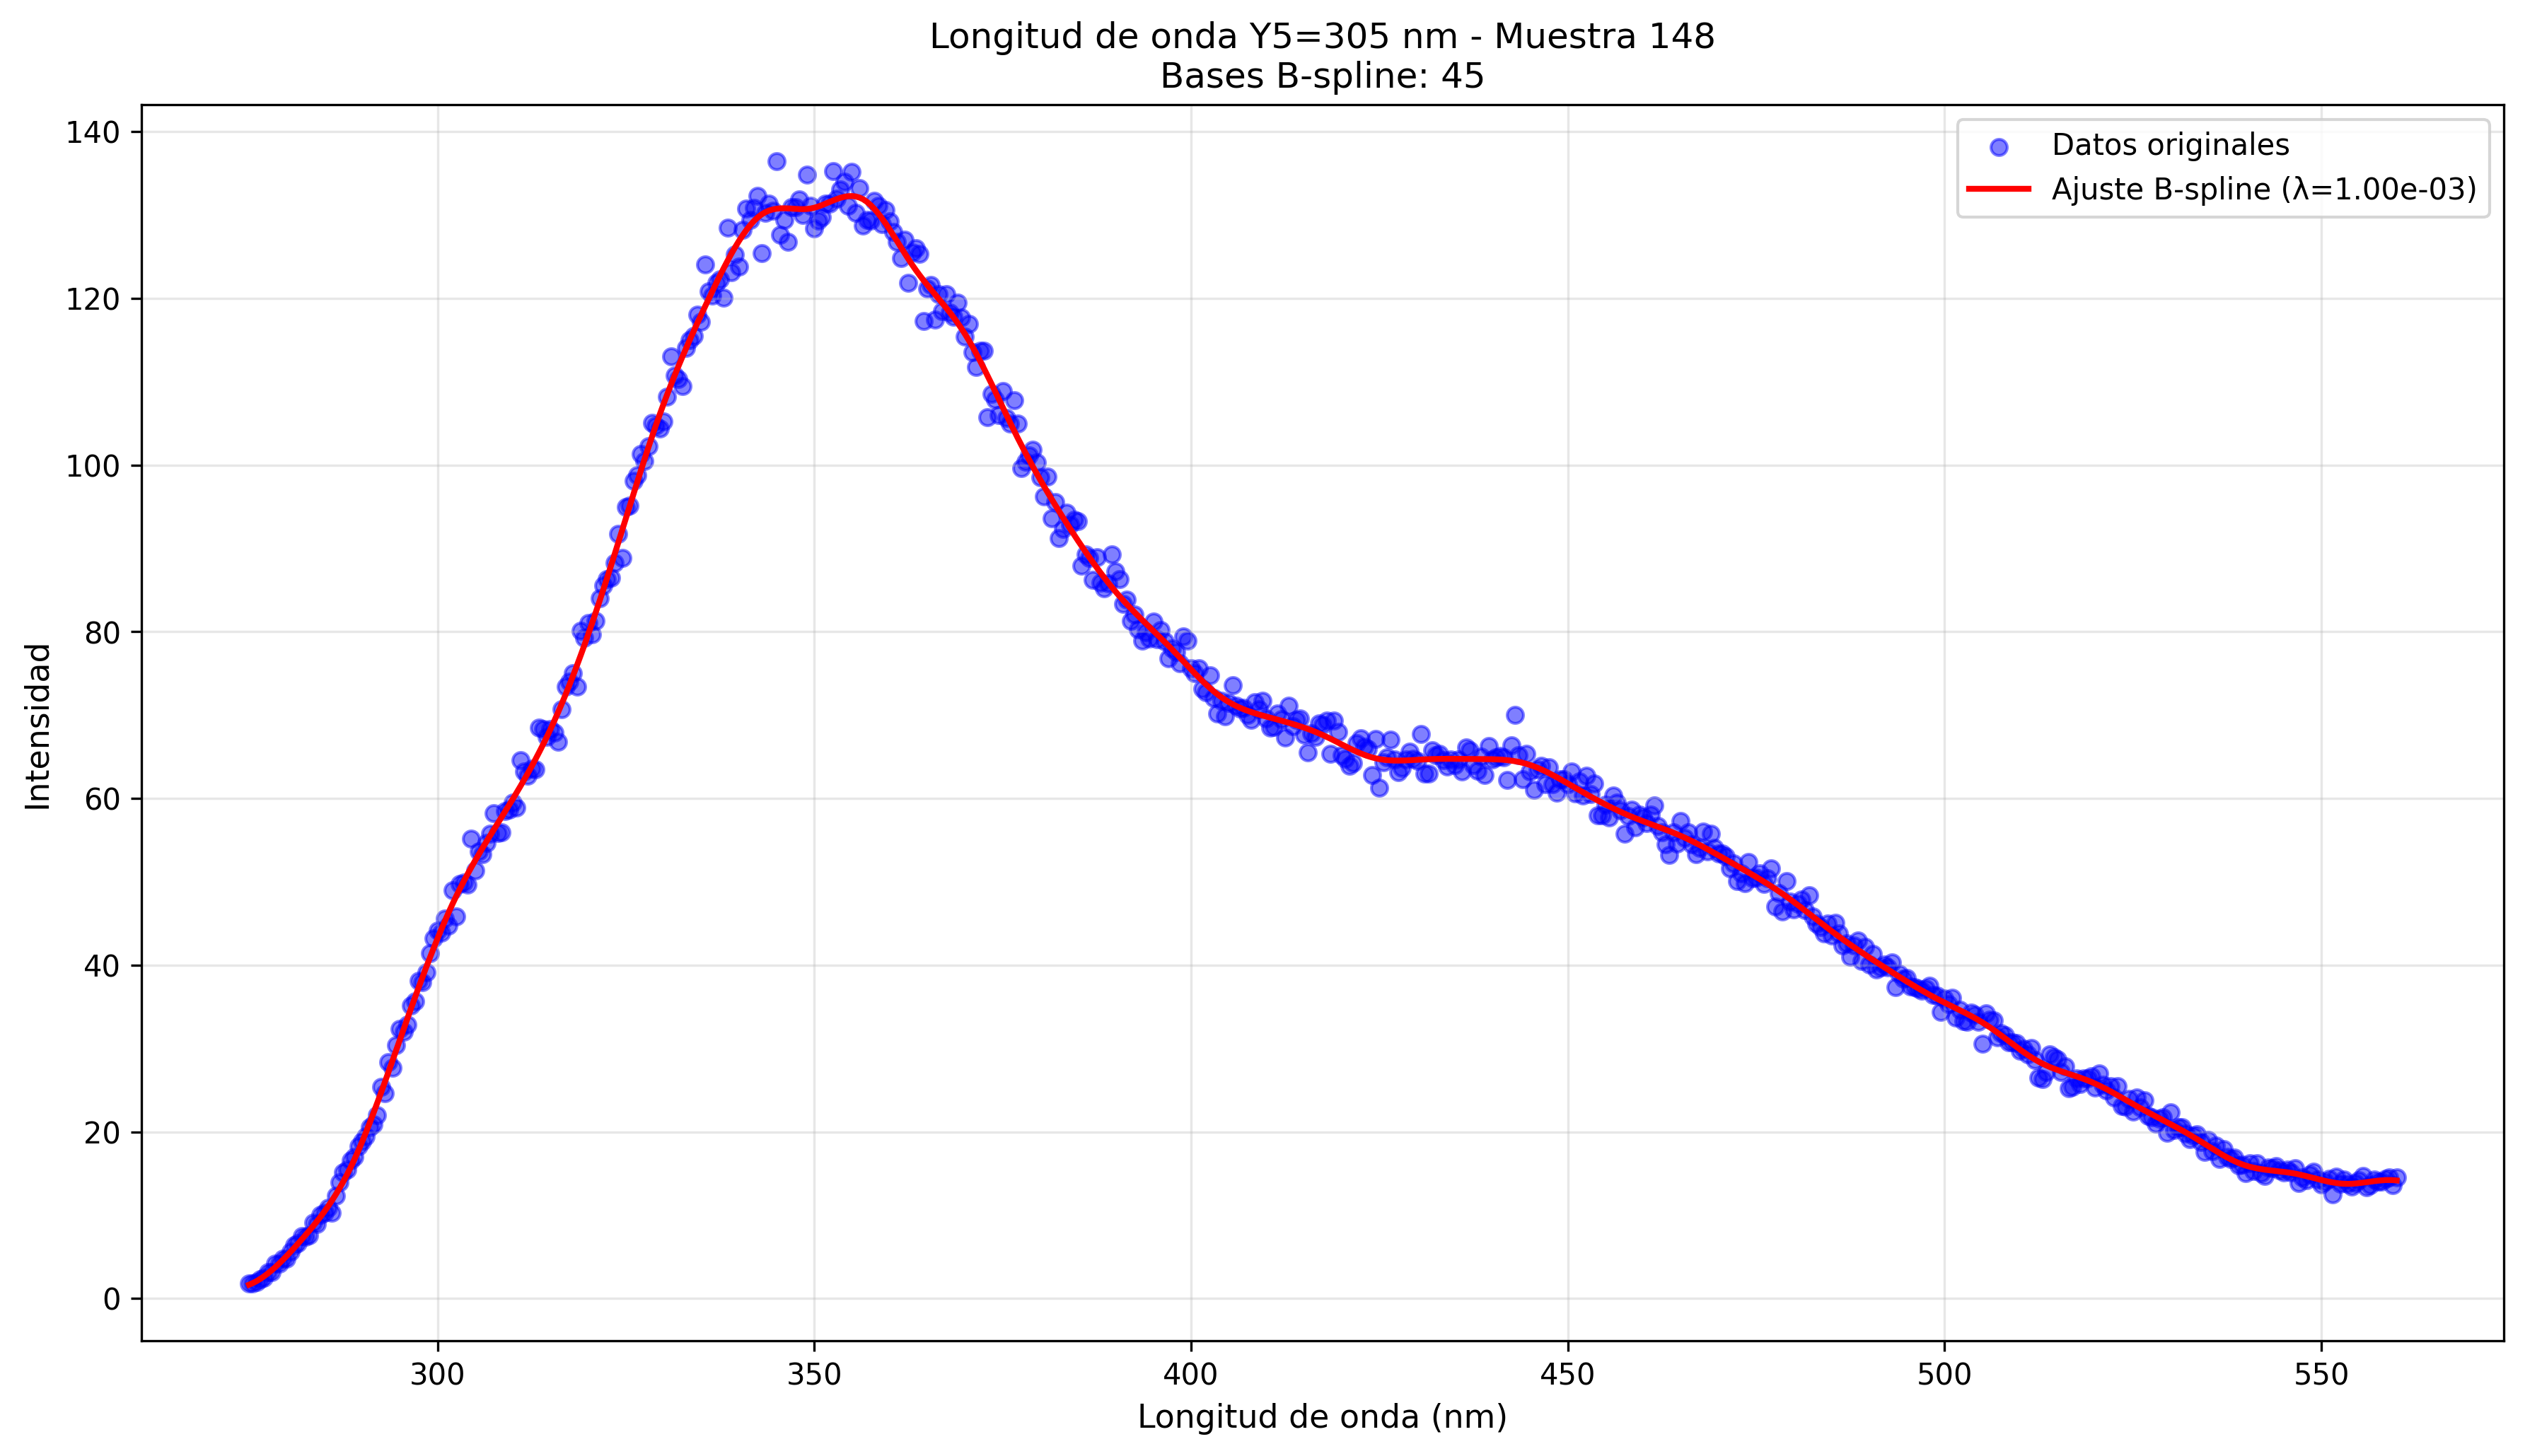 Longitud de onda Y5=305 nm - Muestra 148
Bases B-spline: 45
Datos originales
Ajuste B-spline (λ=1.00e-03)
Intensidad
140
120
100
80
60
40
20
0
300 350 400 450 500 550
Longitud de onda (nm)